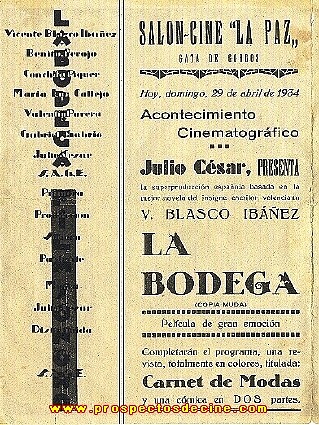 LA BODEGA
Vicente Blasco Ibáñez
Benito Perojo
Concha Piquer
María Luz Callejo
Valentín Parera
Gabriel Gabrio
Julio César
S. A. G. E.
Primera
SALON-CINE "LA PAZ"
GATA DE GORGOS
Hoy, domingo, 29 de abril de 1934
Acontecimiento
Cinematográfico
Julio César, PRESENTA
la superproducción española basada en la
mejor novela del insigne escritor valenciano
V. BLASCO IBÁÑEZ
LA
BODEGA
(COPIA MUDA)
Película de gran emoción
Completarán el programa, una re-
vista, totalmente en colores, titulada:
Carnet de Modas
y una cómica en DOS partes.
www.prospectosdecine.com